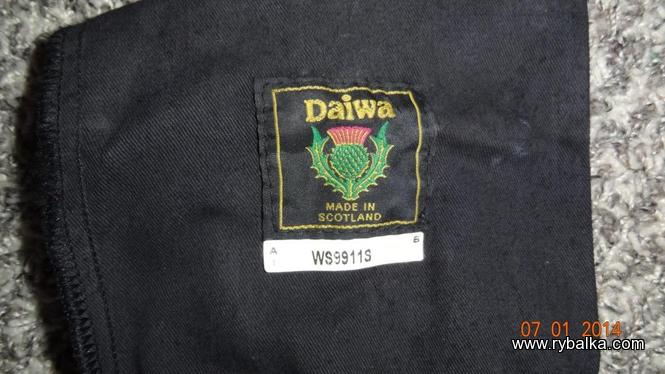 Daiwa
MADE IN
SCOTLAND
A
WS9911S
07 01 2014
www.rybalka.com